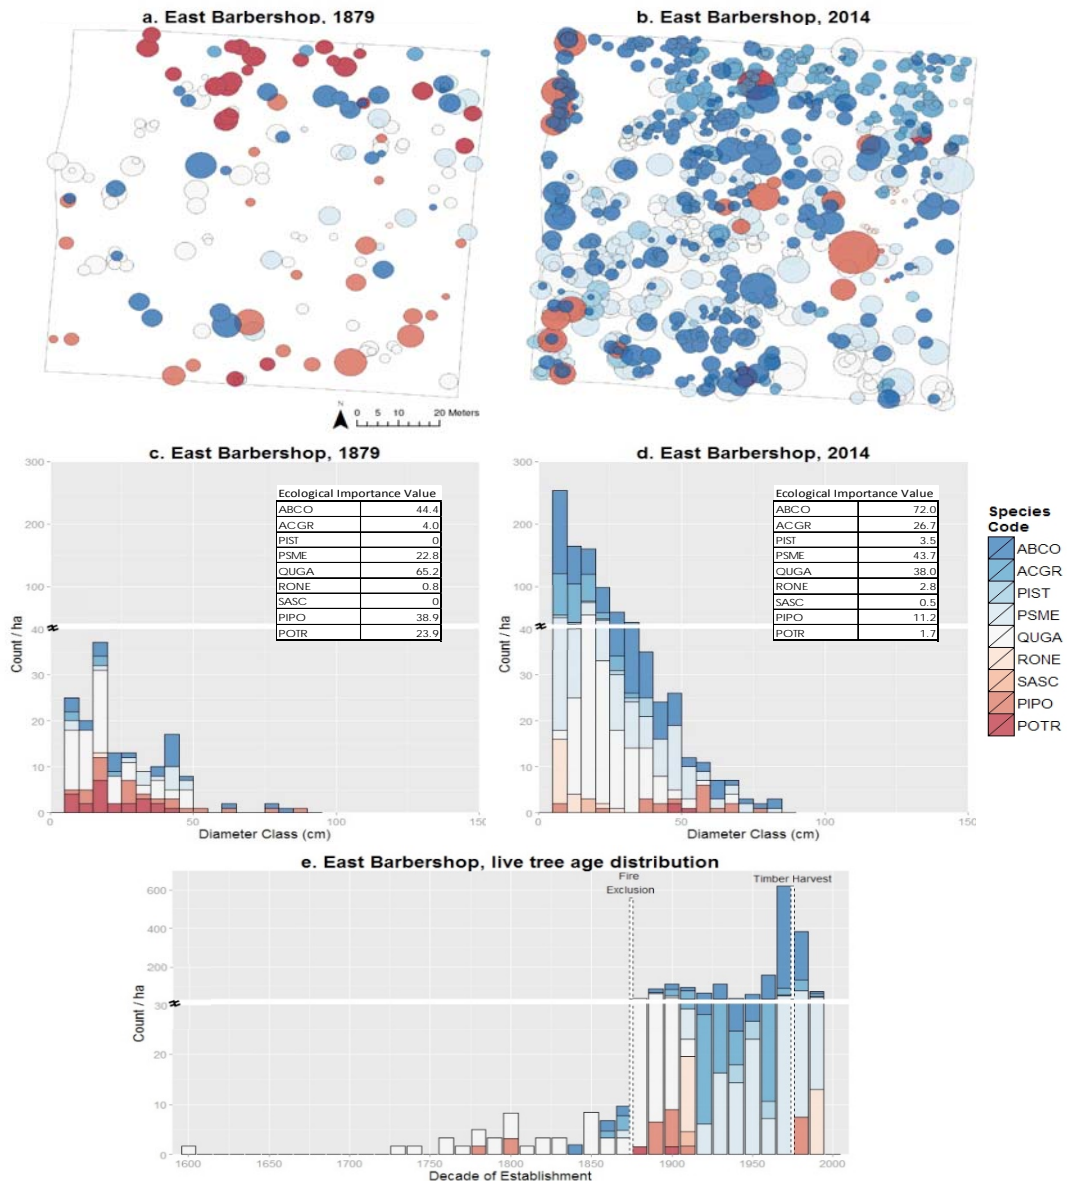 a. East Barbershop, 1879
b. East Barbershop, 2014
N
0 5 10 20 Meters
c. East Barbershop, 1879
300
200
100
40
30
20
10
0
Count / ha
0 50 100 150
Diameter Class (cm)
Ecological Importance Value
ABCO 44.4
ACGR 4.0
PIST 0
PSME 22.8
QUGA 65.2
RONE 0.8
SASC 0
PIPO 38.9
POTR 23.9
d. East Barbershop, 2014
300
200
100
40
30
20
10
0
Count / ha
0 50 100 150
Diameter Class (cm)
Ecological Importance Value
ABCO 72.0
ACGR 26.7
PIST 3.5
PSME 43.7
QUGA 38.0
RONE 2.8
SASC 0.5
PIPO 11.2
POTR 1.7
Species
Code
ABCO
ACGR
PIST
PSME
QUGA
RONE
SASC
PIPO
POTR
e. East Barbershop, live tree age distribution
Fire
Exclusion
Timber Harvest
600
400
200
30
20
10
0
Count / ha
1600 1650 1700 1750 1800 1850 1900 1950 2000
Decade of Establishment